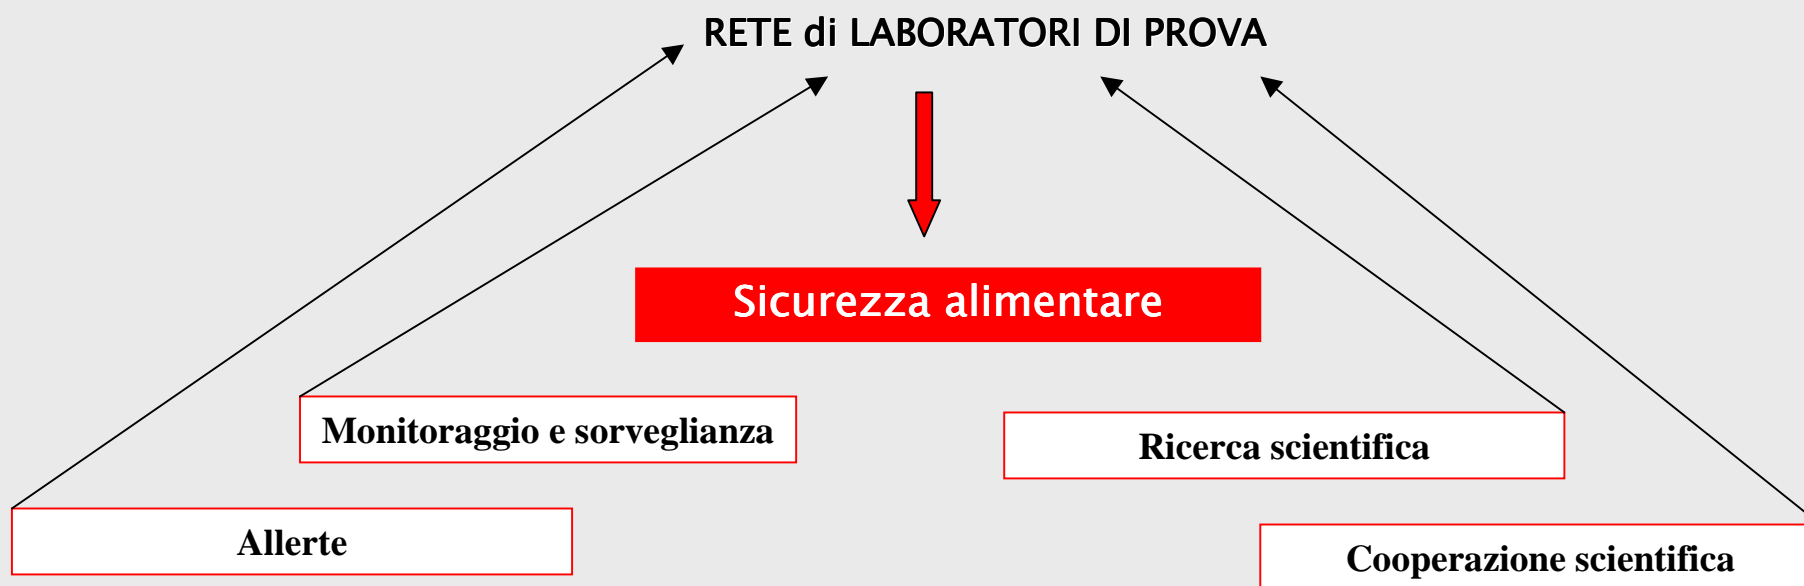 RETE di LABORATORI DI PROVA
Sicurezza alimentare
Monitoraggio e sorveglianza
Ricerca scientifica
Allerte
Cooperazione scientifica